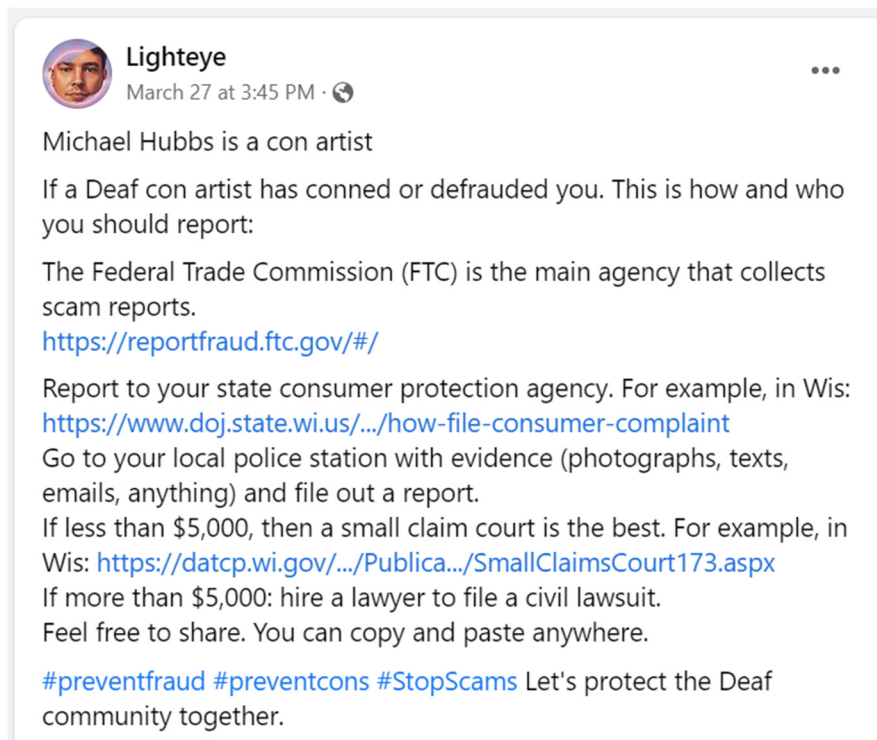 Lighteye
March 27 at 3:45 PM ·
Michael Hubbs is a con artist
If a Deaf con artist has conned or defrauded you. This is how and who
you should report:
The Federal Trade Commission (FTC) is the main agency that collects
scam reports.
https://reportfraud.ftc.gov/#/
Report to your state consumer protection agency. For example, in Wis:
https://www.doj.state.wi.us/.../how-file-consumer-complaint
Go to your local police station with evidence (photographs, texts,
emails, anything) and file out a report.
If less than $5,000, then a small claim court is the best. For example, in
Wis: https://datcp.wi.gov/.../Publica.../SmallClaimsCourt173.aspx
If more than $5,000: hire a lawyer to file a civil lawsuit.
Feel free to share. You can copy and paste anywhere.
#preventfraud #preventcons #StopScams Let's protect the Deaf
community together.